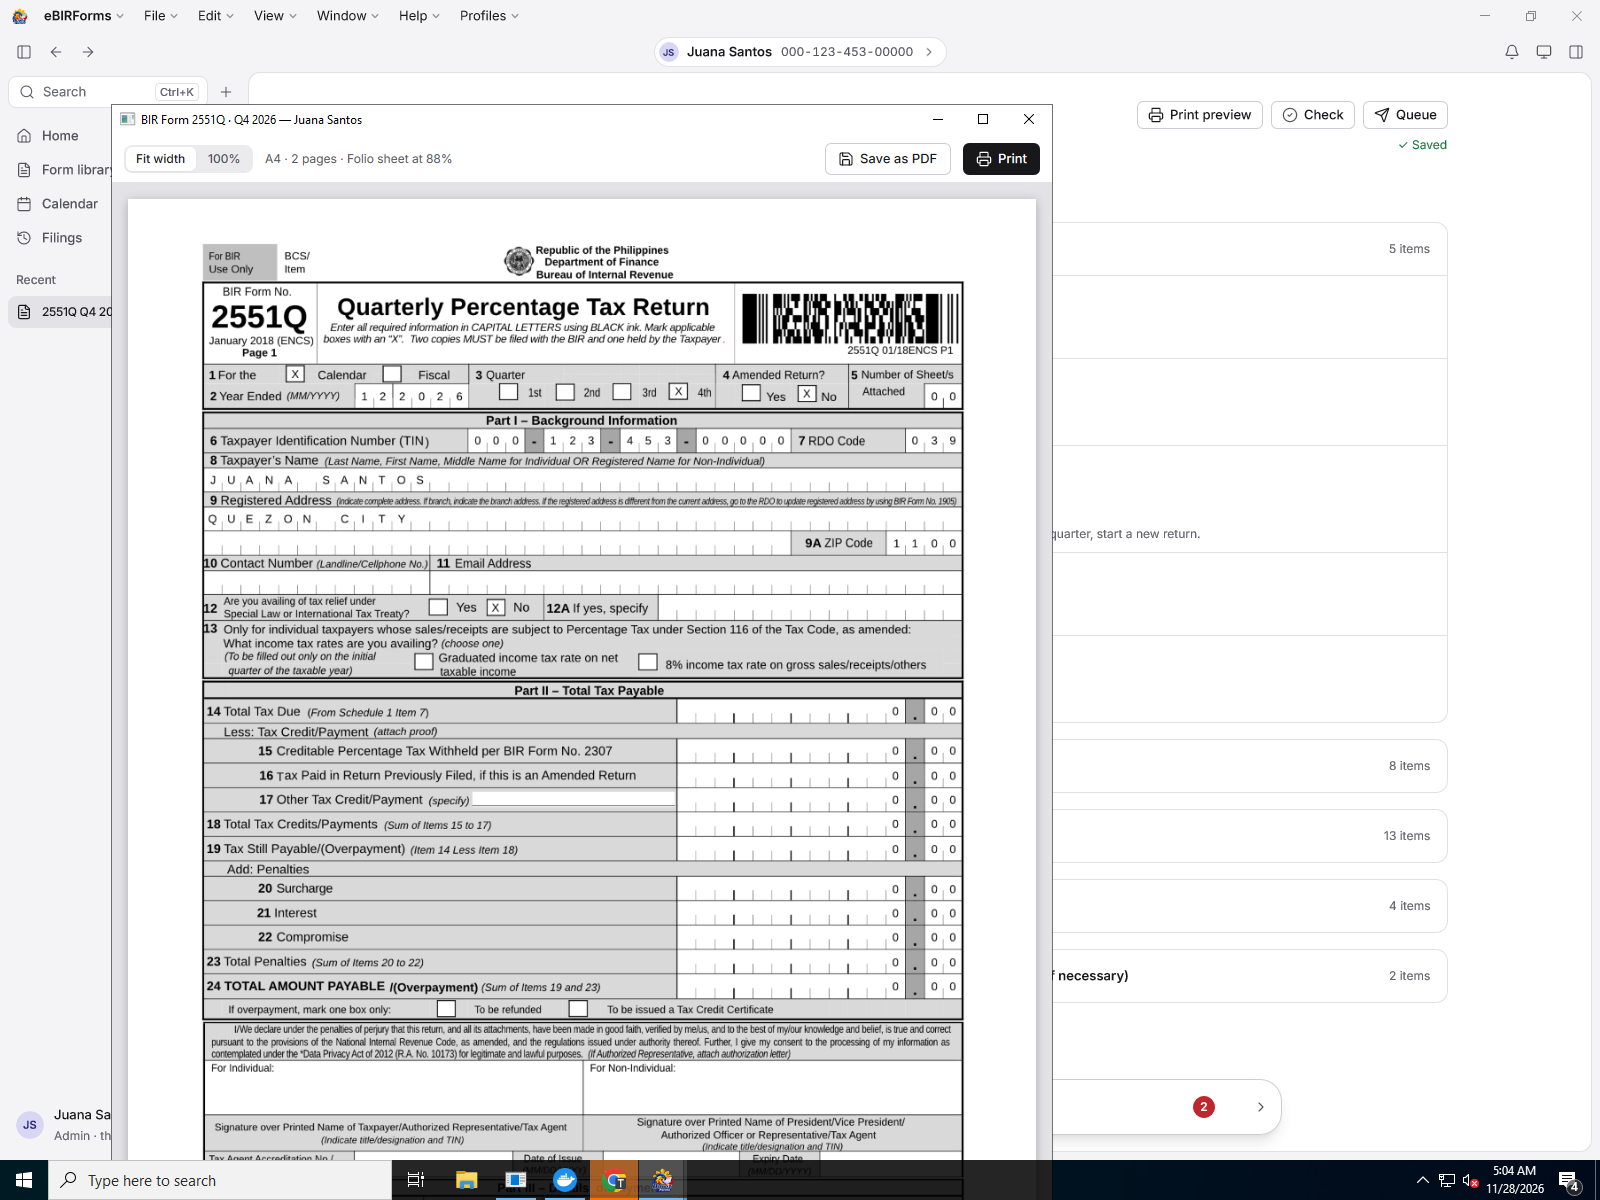 eBIRForms File Edit View Window Help Profiles
JS Juana Santos 000-123-453-00000
Search Ctrl+K
Home
Form library
Calendar
Filings
Recent
2551Q Q4 20
Print preview Check Queue
Saved
5 items
quarter, start a new return.
8 items
13 items
4 items
necessary) 2 items
2
JS Juana Sa
Admin · th
BIR Form 2551Q · Q4 2026 — Juana Santos
Fit width 100% A4 · 2 pages · Folio sheet at 88% Save as PDF Print
For BIR Use Only BCS/ Item
Republic of the Philippines
Department of Finance
Bureau of Internal Revenue
BIR Form No.
2551Q
January 2018 (ENCS)
Page 1
Quarterly Percentage Tax Return
Enter all required information in CAPITAL LETTERS using BLACK ink. Mark applicable
boxes with an "X". Two copies MUST be filed with the BIR and one held by the Taxpayer.
2551Q 01/18ENCS P1
1 For the X Calendar Fiscal 3 Quarter 4 Amended Return? 5 Number of Sheet/s
2 Year Ended (MM/YYYY) 1 2 2 0 2 6 1st 2nd 3rd X 4th Yes X No Attached 0 0
Part I – Background Information
6 Taxpayer Identification Number (TIN) 0 0 0 - 1 2 3 - 4 5 3 - 0 0 0 0 0 7 RDO Code 0 3 9
8 Taxpayer's Name (Last Name, First Name, Middle Name for Individual OR Registered Name for Non-Individual)
JUANA SANTOS
9 Registered Address (Indicate complete address. If branch, indicate the branch address. If the registered address is different from the current address, go to the RDO to update registered address by using BIR Form No. 1905)
QUEZON CITY
9A ZIP Code 1 1 0 0
10 Contact Number (Landline/Cellphone No.) 11 Email Address
12 Are you availing of tax relief under
Special Law or International Tax Treaty? Yes X No 12A If yes, specify
13 Only for individual taxpayers whose sales/receipts are subject to Percentage Tax under Section 116 of the Tax Code, as amended:
What income tax rates are you availing? (choose one)
(To be filled out only on the initial
quarter of the taxable year)
Graduated income tax rate on net
taxable income
8% income tax rate on gross sales/receipts/others
Part II – Total Tax Payable
14 Total Tax Due (From Schedule 1 Item 7) 0 . 0 0
Less: Tax Credit/Payment (attach proof)
15 Creditable Percentage Tax Withheld per BIR Form No. 2307 0 . 0 0
16 Tax Paid in Return Previously Filed, if this is an Amended Return 0 . 0 0
17 Other Tax Credit/Payment (specify) 0 . 0 0
18 Total Tax Credits/Payments (Sum of Items 15 to 17) 0 . 0 0
19 Tax Still Payable/(Overpayment) (Item 14 Less Item 18) 0 . 0 0
Add: Penalties
20 Surcharge 0 . 0 0
21 Interest 0 . 0 0
22 Compromise 0 . 0 0
23 Total Penalties (Sum of Items 20 to 22) 0 . 0 0
24 TOTAL AMOUNT PAYABLE /(Overpayment) (Sum of Items 19 and 23) 0 . 0 0
If overpayment, mark one box only: To be refunded To be issued a Tax Credit Certificate
I/We declare under the penalties of perjury that this return, and all its attachments, have been made in good faith, verified by me/us, and to the best of my/our knowledge and belief, is true and correct
pursuant to the provisions of the National Internal Revenue Code, as amended, and the regulations issued under authority thereof. Further, I give my consent to the processing of my information as
contemplated under the *Data Privacy Act of 2012 (R.A. No. 10173) for legitimate and lawful purposes. (If Authorized Representative, attach authorization letter)
For Individual: For Non-Individual:
Signature over Printed Name of Taxpayer/Authorized Representative/Tax Agent
(Indicate title/designation and TIN)
Signature over Printed Name of President/Vice President/
Authorized Officer or Representative/Tax Agent
(Indicate title/designation and TIN)
Tax Agent Accreditation No./ Date of Issue Expiry Date
(MM/DD/YYYY)
Type here to search
5:04 AM
11/28/2026
4